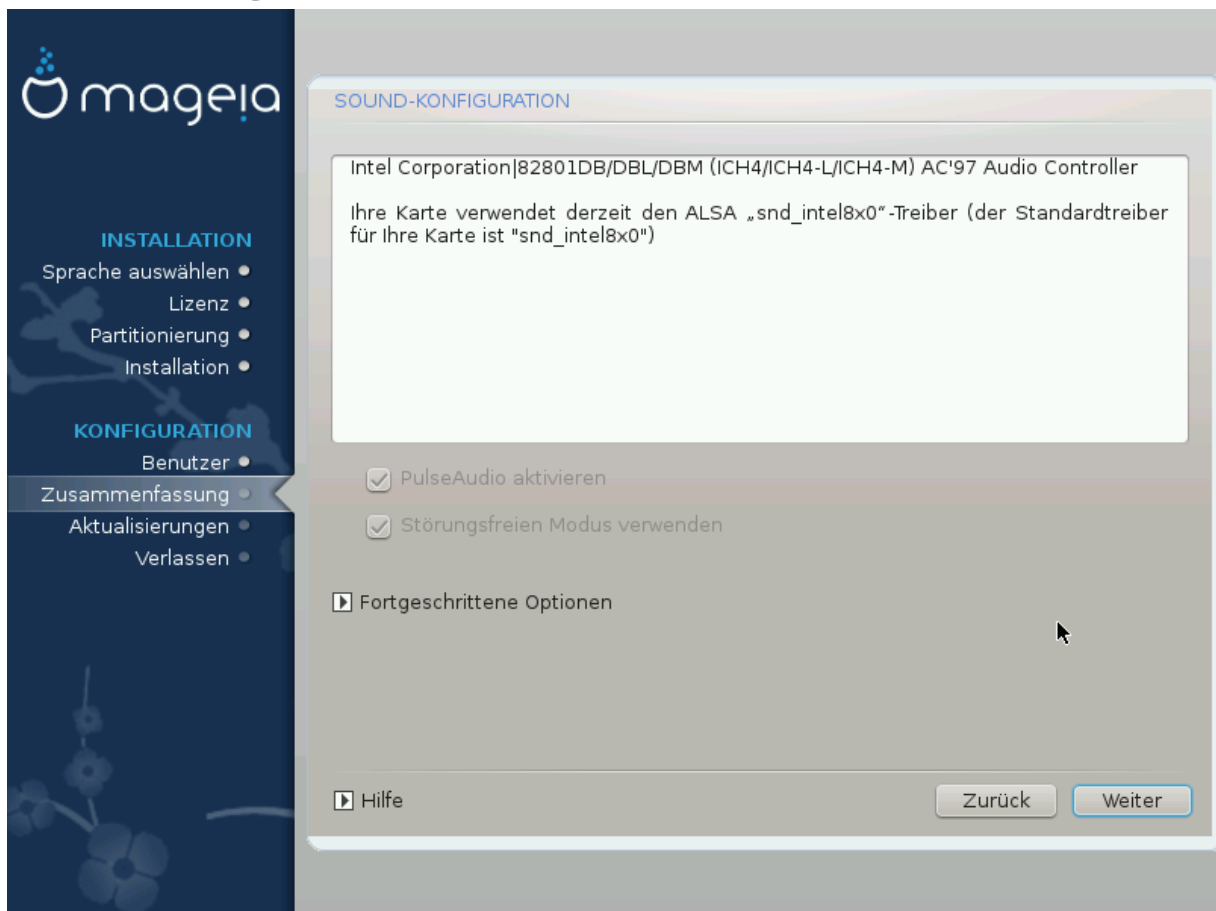 mageia
INSTALLATION
Sprache auswählen
Lizenz
Partitionierung
Installation
KONFIGURATION
Benutzer
Zusammenfassung
Aktualisierungen
Verlassen
SOUND-KONFIGURATION
Intel Corporation|82801DB/DBL/DBM (ICH4/ICH4-L/ICH4-M) AC'97 Audio Controller
Ihre Karte verwendet derzeit den ALSA „snd_intel8x0“-Treiber (der Standardtreiber
für Ihre Karte ist "snd_intel8x0")
PulseAudio aktivieren
Störungsfreien Modus verwenden
Fortgeschrittene Optionen
Hilfe
Zurück
Weiter